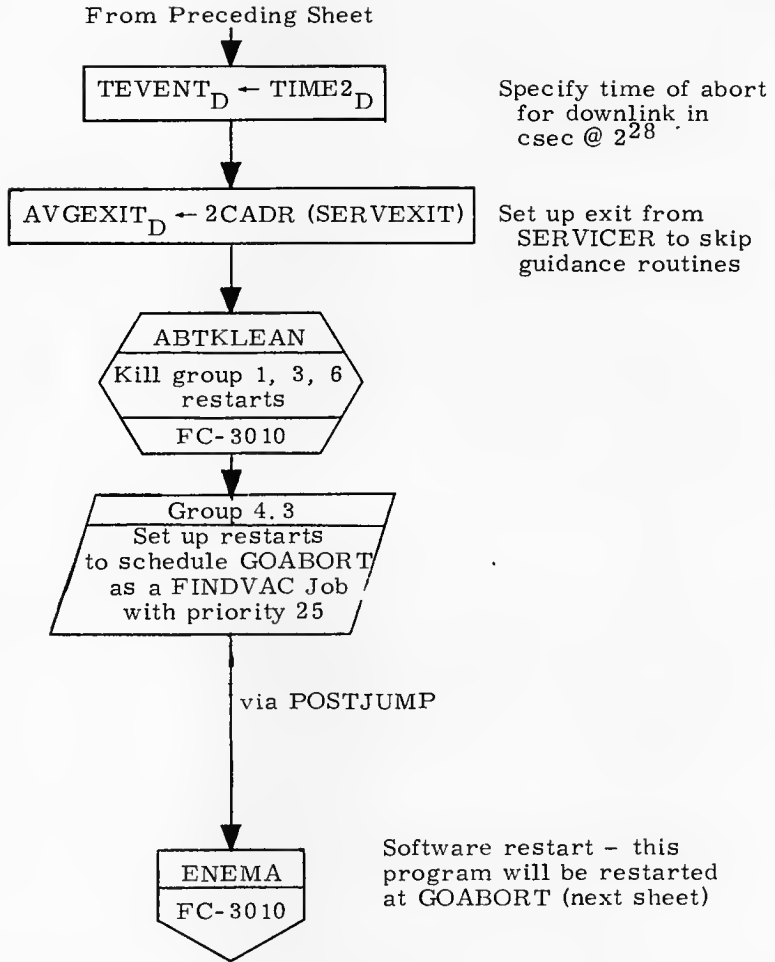 From Preceding Sheet
TEVENT_D ← TIME2_D
Specify time of abort
for downlink in
csec @ 2^28
AVGEXIT_D ← 2CADR (SERVEXIT)
Set up exit from
SERVICER to skip
guidance routines
ABTKLEAN
Kill group 1, 3, 6
restarts
FC-3010
Group 4.3
Set up restarts
to schedule GOABORT
as a FINDVAC Job
with priority 25
via POSTJUMP
ENEMA
FC-3010
Software restart – this
program will be restarted
at GOABORT (next sheet)